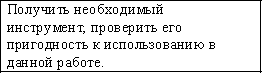 Получить необходимый
инструмент, проверить его
пригодность к использованию в
данной работе.